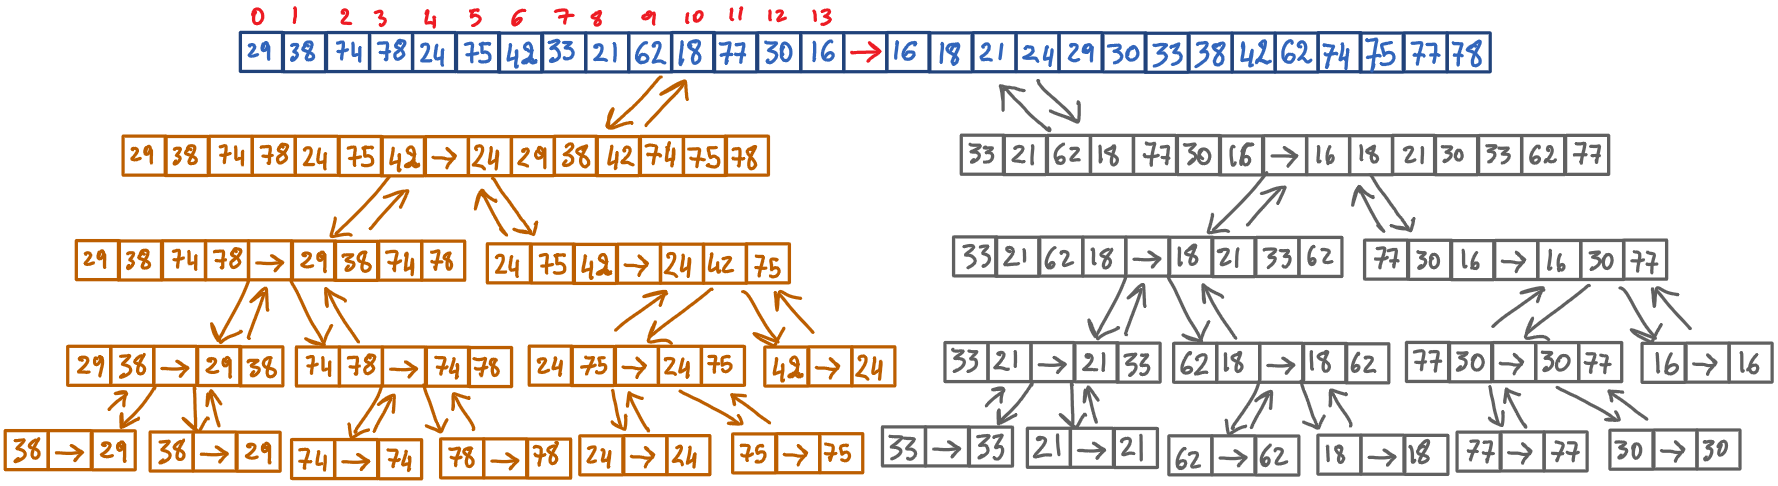 0 1 2 3 4 5 6 7 8 9 10 11 12 13
29 38 74 78 24 75 42 33 21 62 18 77 30 16 → 16 18 21 24 29 30 33 38 42 62 74 75 77 78
29 38 74 78 24 75 42 → 24 29 38 42 74 75 78
33 21 62 18 77 30 16 → 16 18 21 30 33 62 77
29 38 74 78 → 29 38 74 78
24 75 42 → 24 42 75
33 21 62 18 → 18 21 33 62
77 30 16 → 16 30 77
29 38 → 29 38
74 78 → 74 78
24 75 → 24 75
42 → 24
33 21 → 21 33
62 18 → 18 62
77 30 → 30 77
16 → 16
38 → 29
38 → 29
74 → 74
78 → 78
24 → 24
75 → 75
33 → 33
21 → 21
62 → 62
18 → 18
77 → 77
30 → 30